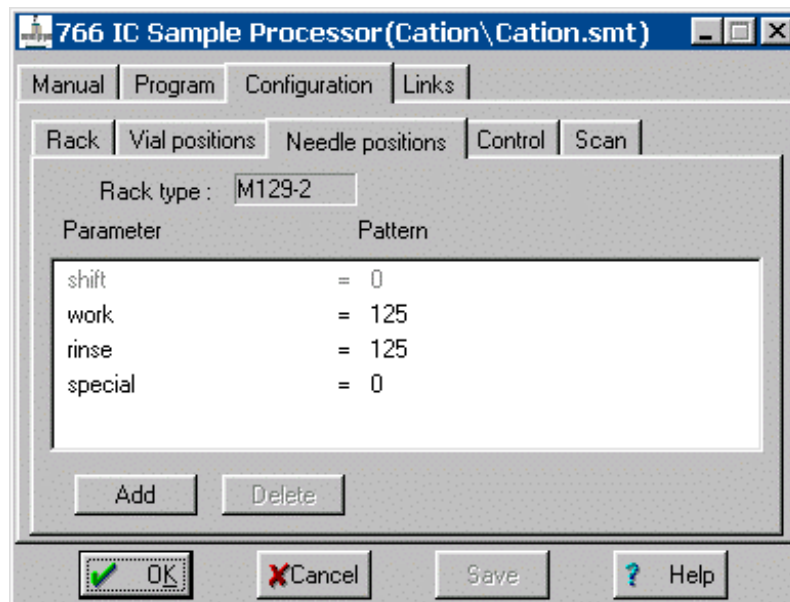 766 IC Sample Processor(Cation\Cation.smt)
Manual Program Configuration Links
Rack Vial positions Needle positions Control Scan
Rack type : M129-2
Parameter Pattern
shift = 0
work = 125
rinse = 125
special = 0
Add Delete
OK Cancel Save ? Help